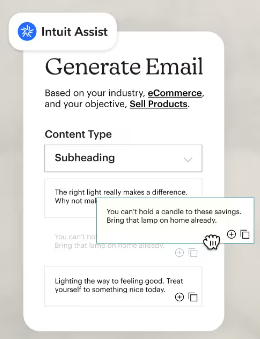 Intuit Assist
Generate Email
Based on your industry, eCommerce,
and your objective, Sell Products.
Content Type
Subheading
The right light really makes a difference.
Why not
You can't hold a candle to these savings.
Bring that lamp on home already.
You can't ho
Bring that lamp on home already.
Lighting the way to feeling good. Treat
yourself to something nice today.